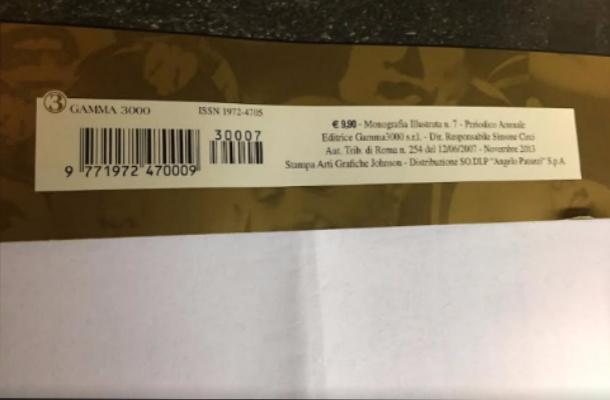 3 GAMMA 3000
ISSN 1972-4705
30007
9 771972 470009
€ 9,90 - Monografia Illustrata n. 7 - Periodico Annuale
Editrice Gamma3000 s.r.l. - Dir. Responsabile Simone Ceci
Aut. Trib. di Roma n. 254 del 12/06/2007 - Novembre 2013
Stampa Arti Grafiche Johnson - Distribuzione SO.DI.P "Angelo Patuzzi" S.p.A.